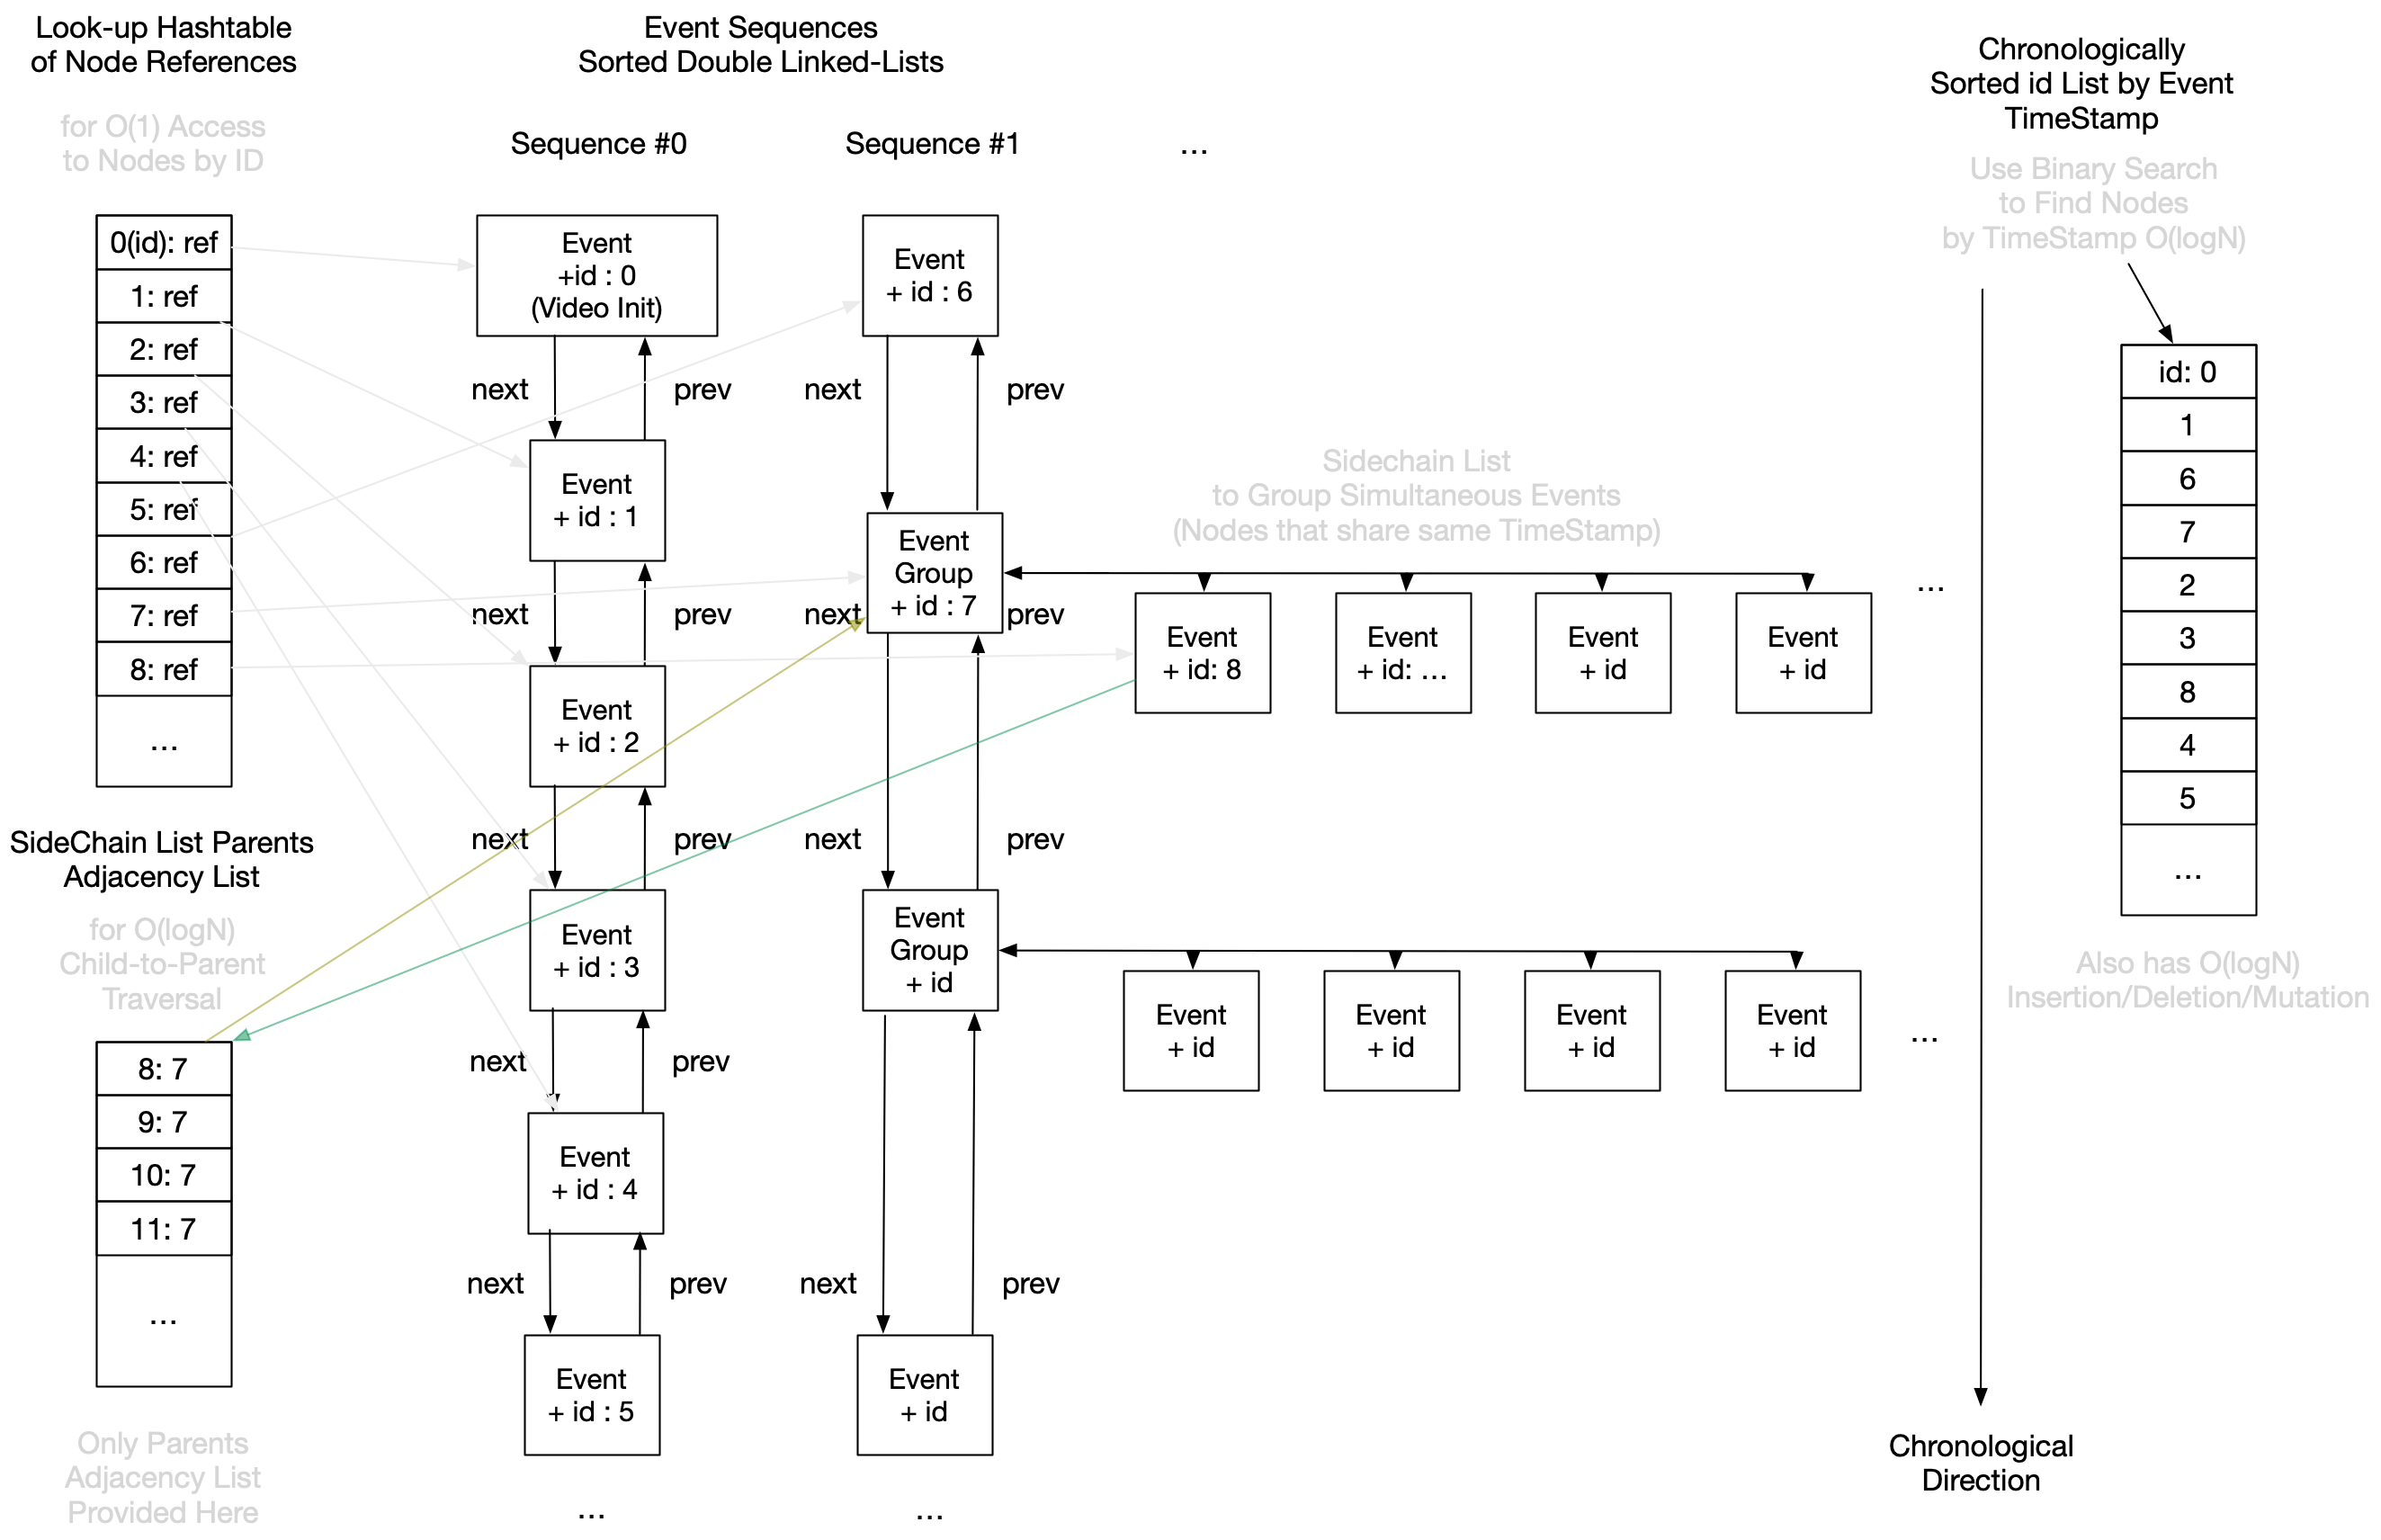 Look-up Hashtable
of Node References
for O(1) Access
to Nodes by ID
0(id): ref
1: ref
2: ref
3: ref
4: ref
5: ref
6: ref
7: ref
8: ref
...
SideChain List Parents
Adjacency List
for O(logN)
Child-to-Parent
Traversal
8: 7
9: 7
10: 7
11: 7
...
Only Parents
Adjacency List
Provided Here
Event Sequences
Sorted Double Linked-Lists
Sequence #0
Event
+id : 0
(Video Init)
next
prev
Event
+ id : 1
next
prev
Event
+ id : 2
next
prev
Event
+ id : 3
next
prev
Event
+ id : 4
next
prev
Event
+ id : 5
...
Sequence #1
Event
+ id : 6
next
prev
Event
Group
+ id : 7
next
prev
next
prev
Event
Group
+ id
next
prev
Event
+ id
...
...
Sidechain List
to Group Simultaneous Events
(Nodes that share same TimeStamp)
Event
+ id: 8
Event
+ id: ...
Event
+ id
Event
+ id
...
Event
+ id
Event
+ id
Event
+ id
Event
+ id
...
Chronologically
Sorted id List by Event
TimeStamp
Use Binary Search
to Find Nodes
by TimeStamp O(logN)
id: 0
1
6
7
2
3
8
4
5
...
Also has O(logN)
Insertion/Deletion/Mutation
Chronological
Direction